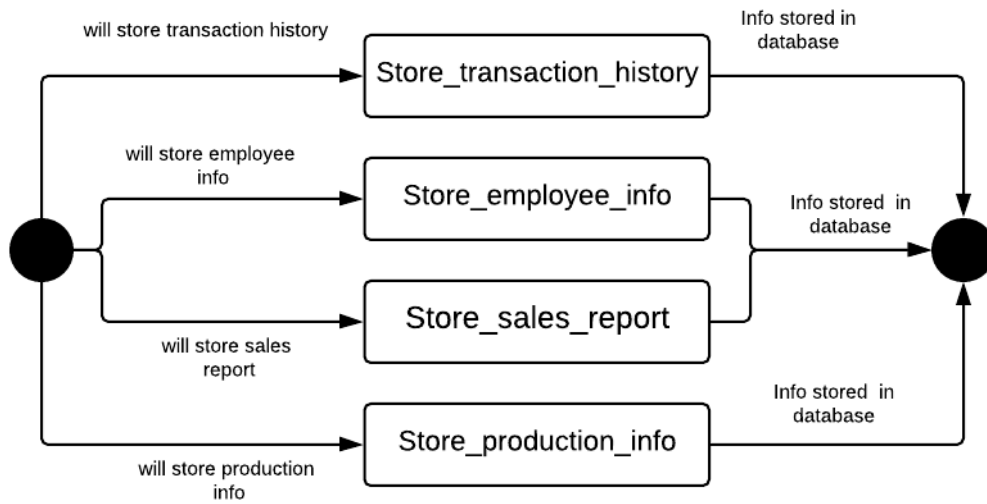 will store transaction history
Info stored in
database
Store_transaction_history
will store employee
info
Store_employee_info
Info stored in
database
Store_sales_report
will store sales
report
Info stored in
database
Store_production_info
will store production
info